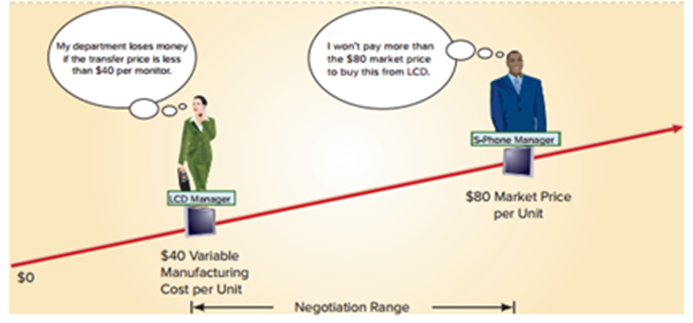 My department loses money
if the transfer price is less
than $40 per monitor.
I won't pay more than
the $80 market price
to buy this from LCD.
S-Phone Manager
LCD Manager
$80 Market Price
per Unit
$40 Variable
Manufacturing
Cost per Unit
$0
Negotiation Range